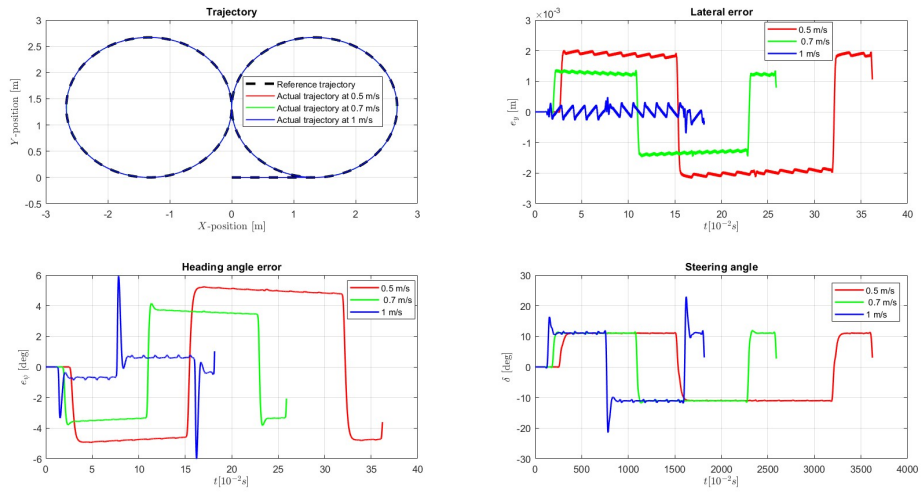 Trajectory
3
2.5
2
1.5
1
0.5
0
-0.5
Y-position [m]
Reference trajectory
Actual trajectory at 0.5 m/s
Actual trajectory at 0.7 m/s
Actual trajectory at 1 m/s
-3 -2 -1 0 1 2 3
X-position [m]
Lateral error
×10⁻³
3
2
1
0
-1
-2
-3
e_y [m]
0.5 m/s
0.7 m/s
1 m/s
0 5 10 15 20 25 30 35 40
t[10⁻²s]
Heading angle error
6
4
2
0
-2
-4
-6
e_ψ [deg]
0.5 m/s
0.7 m/s
1 m/s
0 5 10 15 20 25 30 35 40
t[10⁻²s]
Steering angle
30
20
10
0
-10
-20
-30
δ [deg]
0.5 m/s
0.7 m/s
1 m/s
0 500 1000 1500 2000 2500 3000 3500 4000
t[10⁻²s]